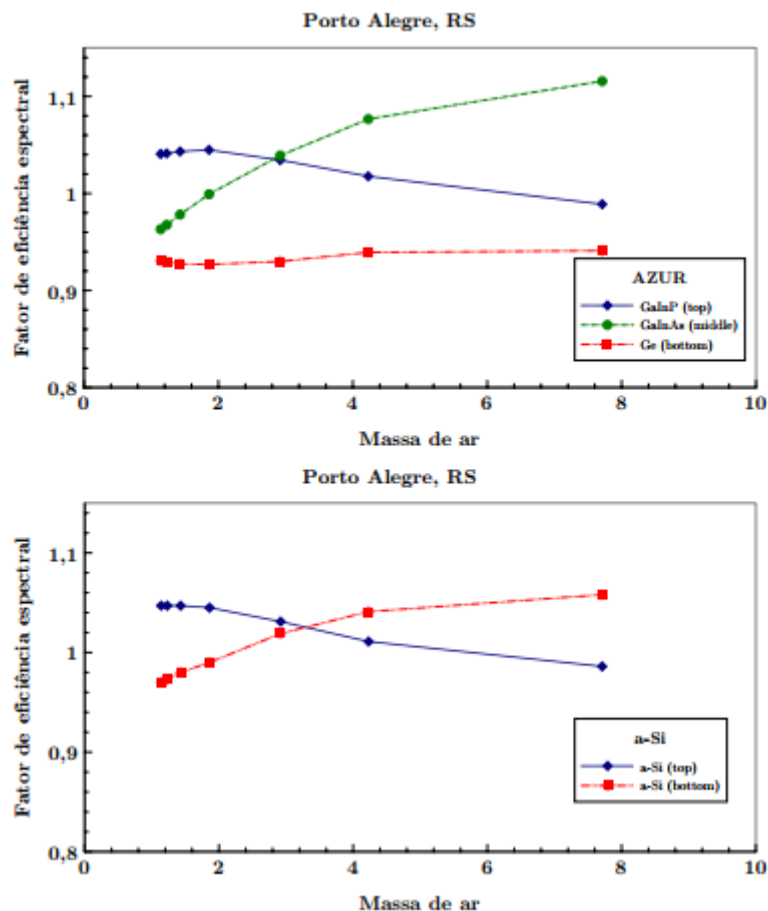 Porto Alegre, RS
Fator de eficiência espectral
1,1
1
0,9
0,8
AZUR
GaInP (top)
GaInAs (middle)
Ge (bottom)
0 2 4 6 8 10
Massa de ar
Porto Alegre, RS
Fator de eficiência espectral
1,1
1
0,9
0,8
a-Si
a-Si (top)
a-Si (bottom)
0 2 4 6 8 10
Massa de ar